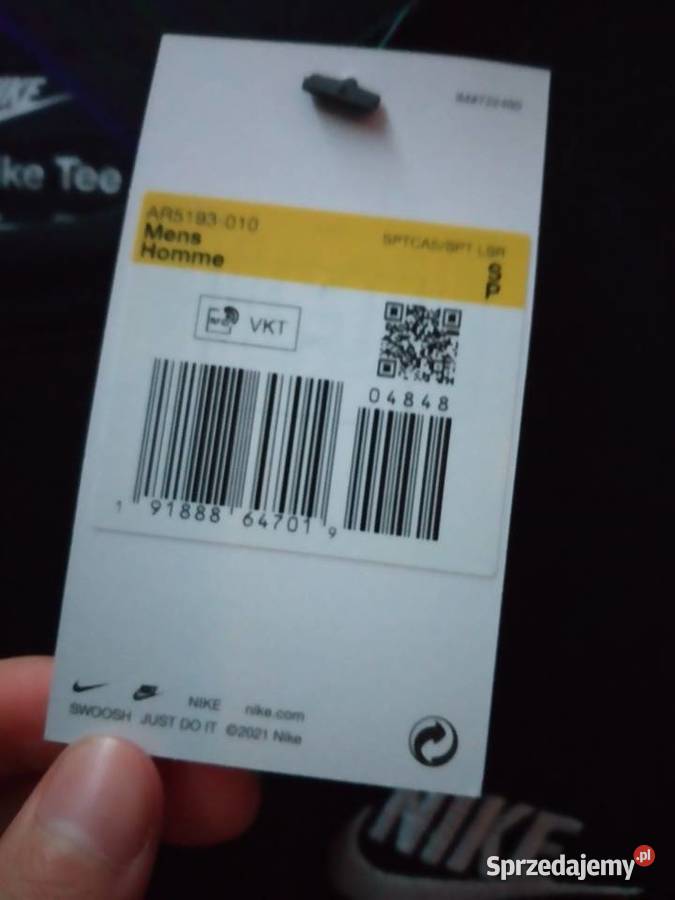 ke Tee
AR5193-010
Mens
Homme
SPTCAS/SPT LSR
SP
VKT
04848
1 91888 64701 9
NIKE nike.com
SWOOSH JUST DO IT ©2021 Nike
NIKE
Sprzedajemy.pl